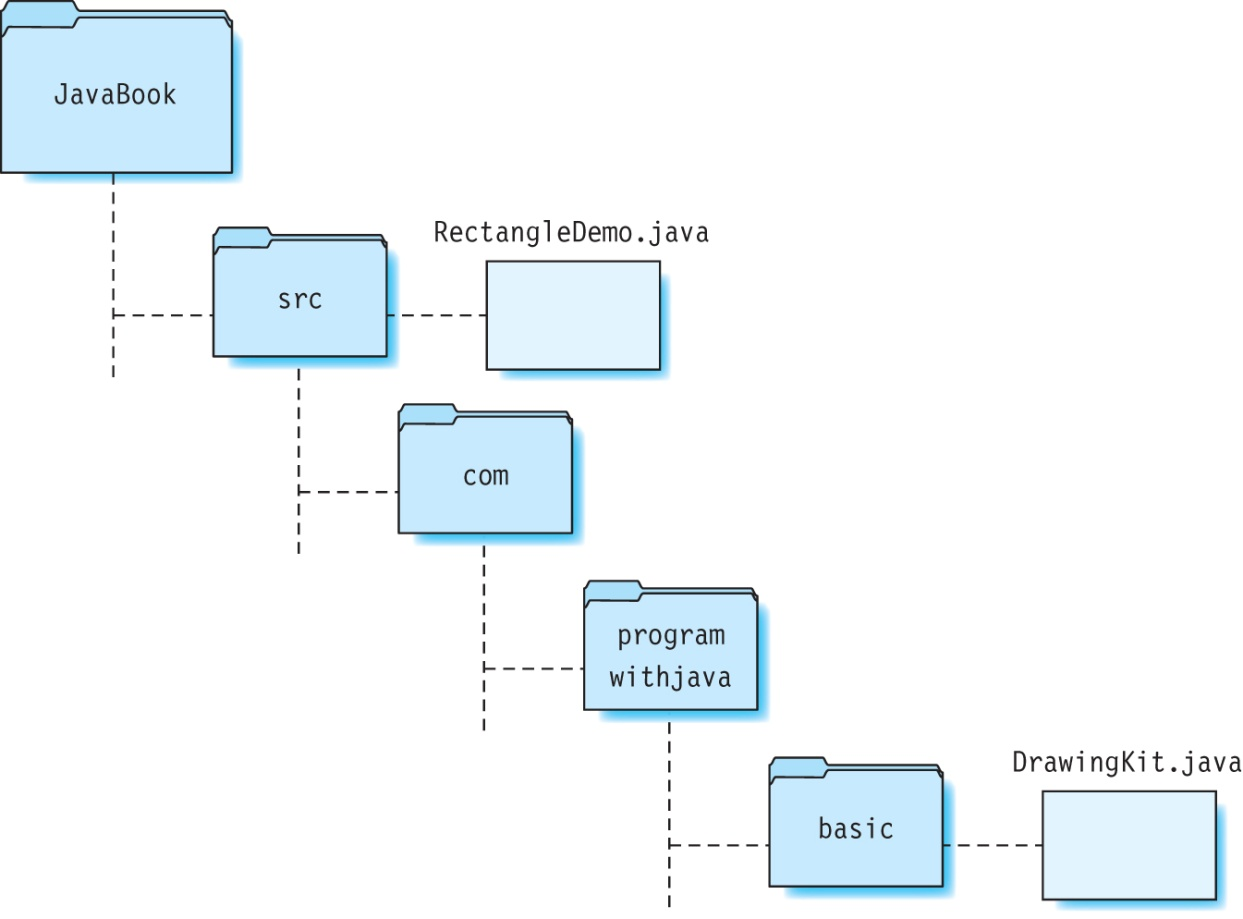 JavaBook
RectangleDemo.java
src
com
program
withjava
DrawingKit.java
basic